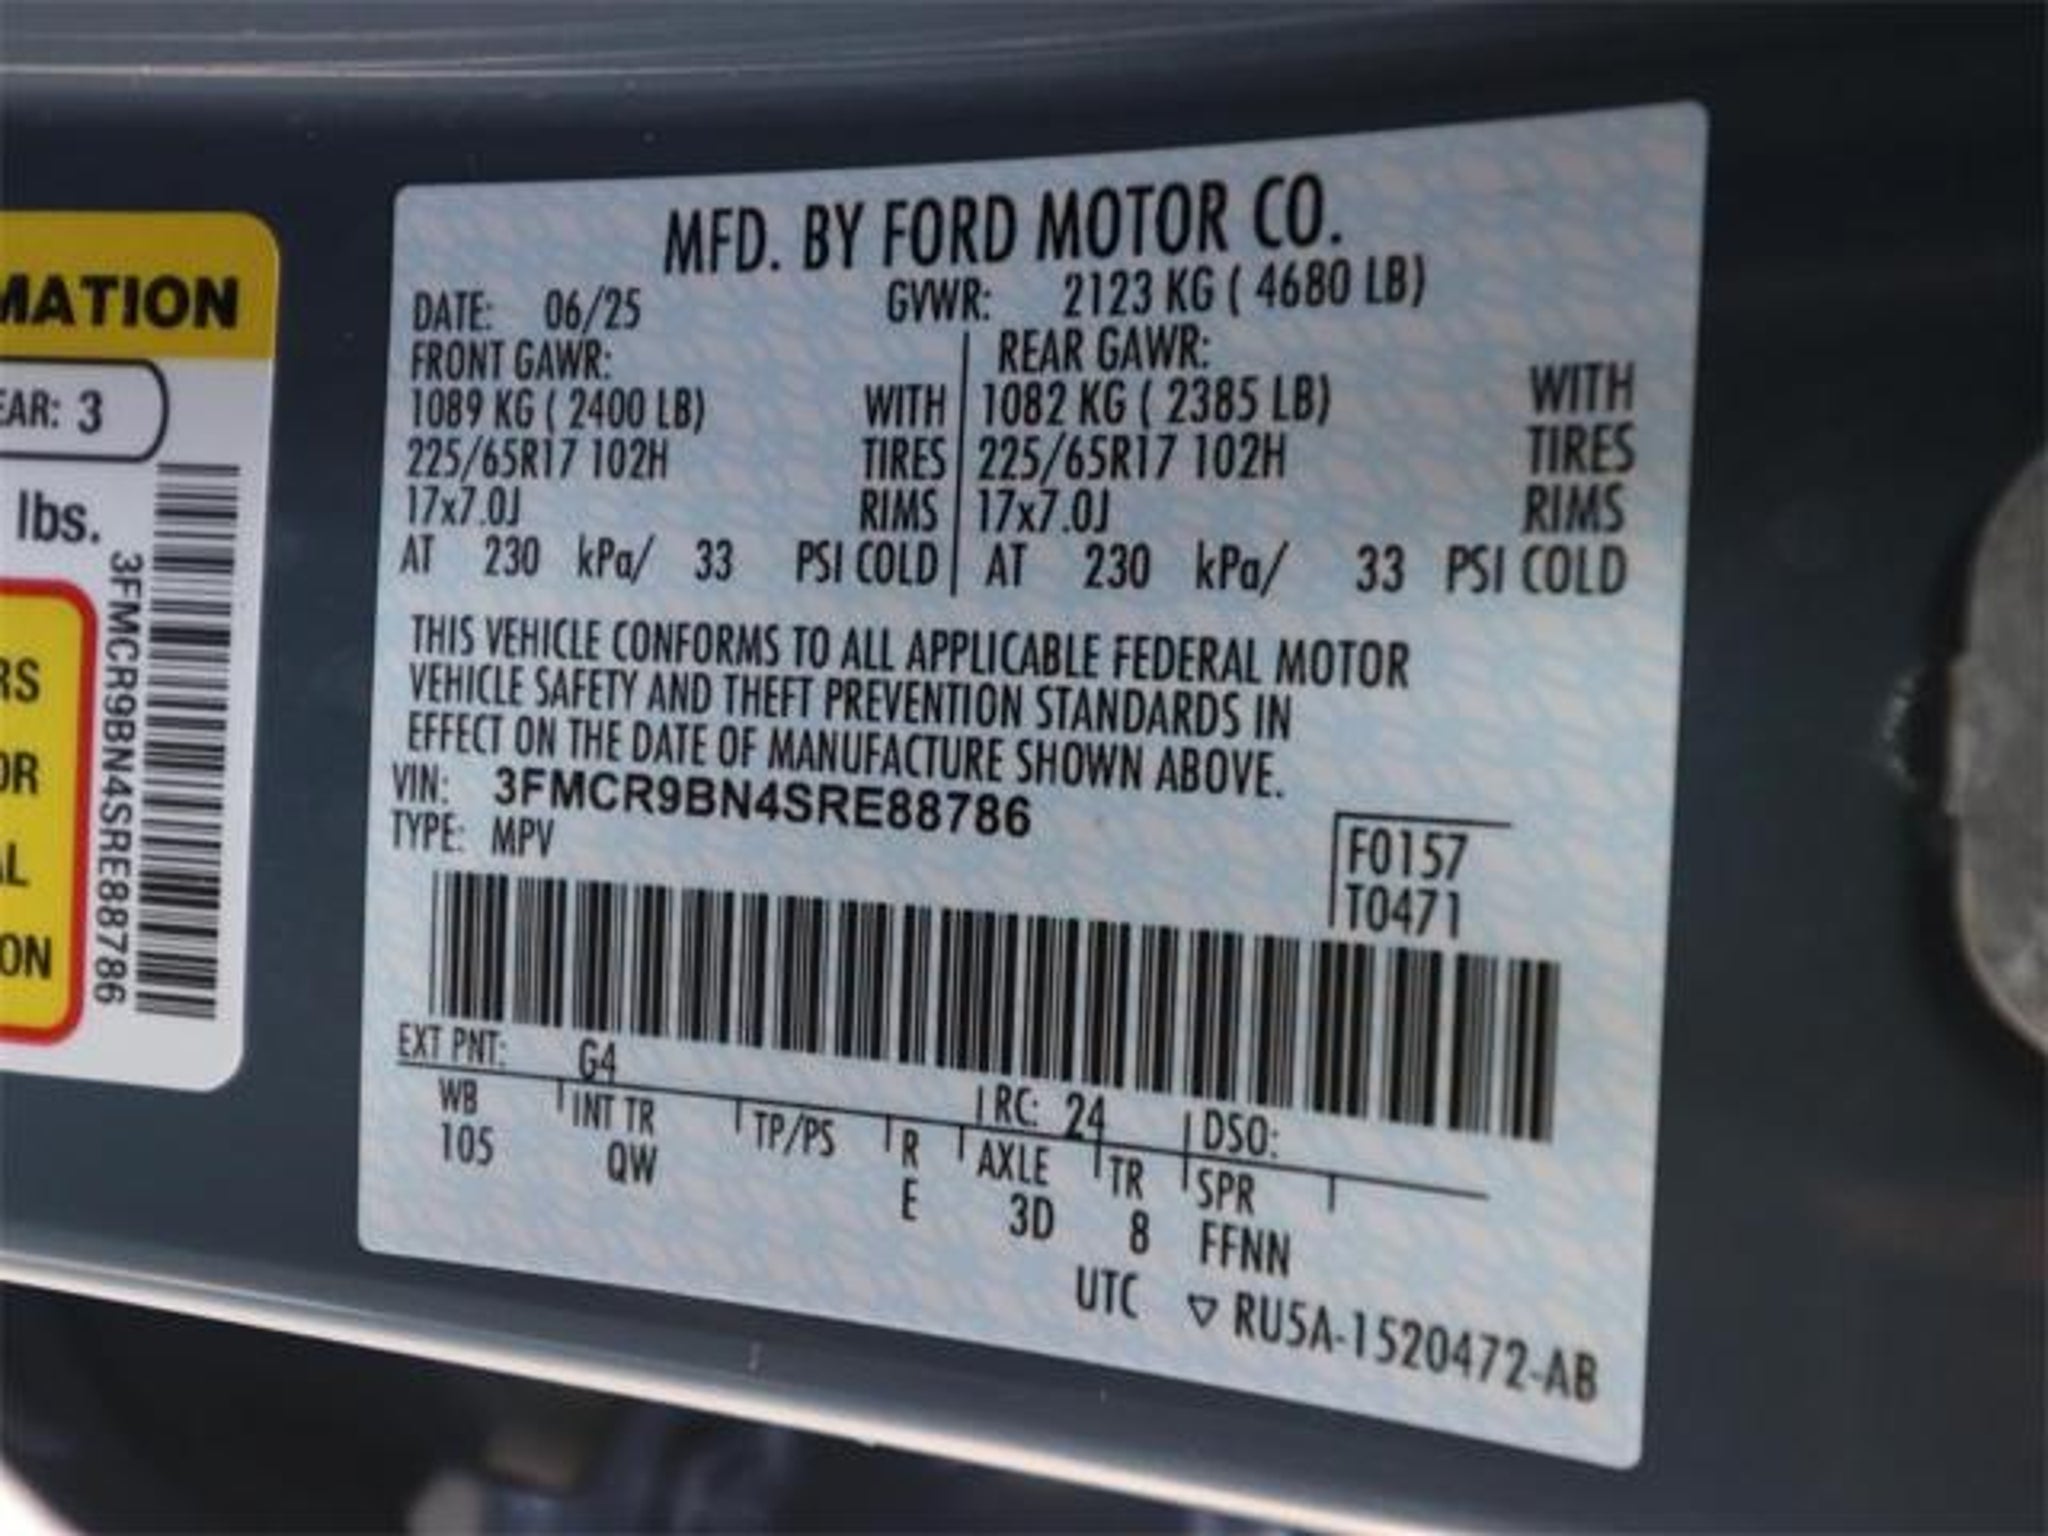 MATION
EAR: 3
lbs.
3FMCR9BN4SRE88786
RS
OR
AL
ON
MFD. BY FORD MOTOR CO.
DATE: 06/25 GVWR: 2123 KG ( 4680 LB)
FRONT GAWR: REAR GAWR:
1089 KG ( 2400 LB) WITH 1082 KG ( 2385 LB) WITH
225/65R17 102H TIRES 225/65R17 102H TIRES
17x7.0J RIMS 17x7.0J RIMS
AT 230 kPa/ 33 PSI COLD AT 230 kPa/ 33 PSI COLD
THIS VEHICLE CONFORMS TO ALL APPLICABLE FEDERAL MOTOR
VEHICLE SAFETY AND THEFT PREVENTION STANDARDS IN
EFFECT ON THE DATE OF MANUFACTURE SHOWN ABOVE.
VIN: 3FMCR9BN4SRE88786
TYPE: MPV
F0157
T0471
EXT PNT: G4 RC: 24 DSO:
WB INT TR TP/PS R AXLE TR SPR
105 QW E 3D 8 FFNN
UTC ▽ RU5A-1520472-AB